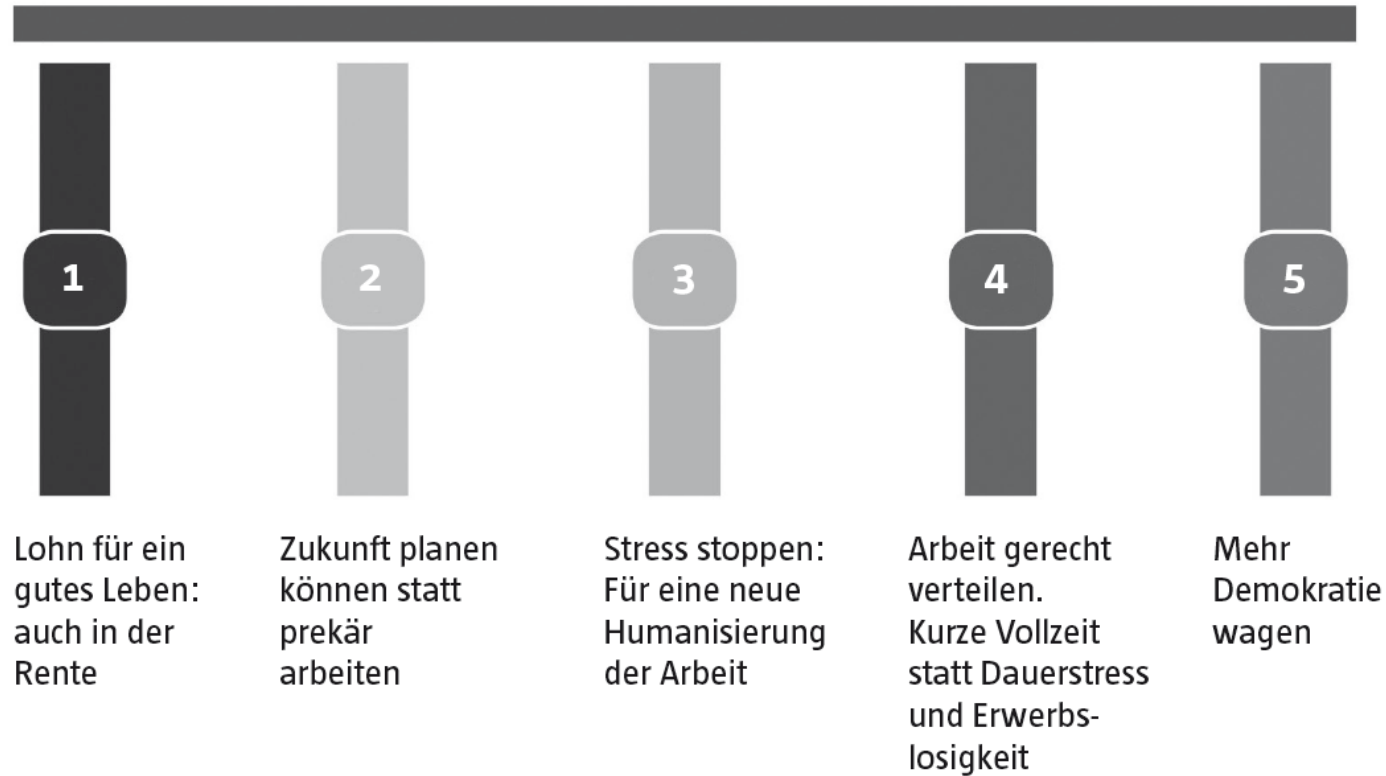 1
2
3
4
5
Lohn für ein
gutes Leben:
auch in der
Rente
Zukunft planen
können statt
prekär
arbeiten
Stress stoppen:
Für eine neue
Humanisierung
der Arbeit
Arbeit gerecht
verteilen.
Kurze Vollzeit
statt Dauerstress
und Erwerbs-
losigkeit
Mehr
Demokratie
wagen